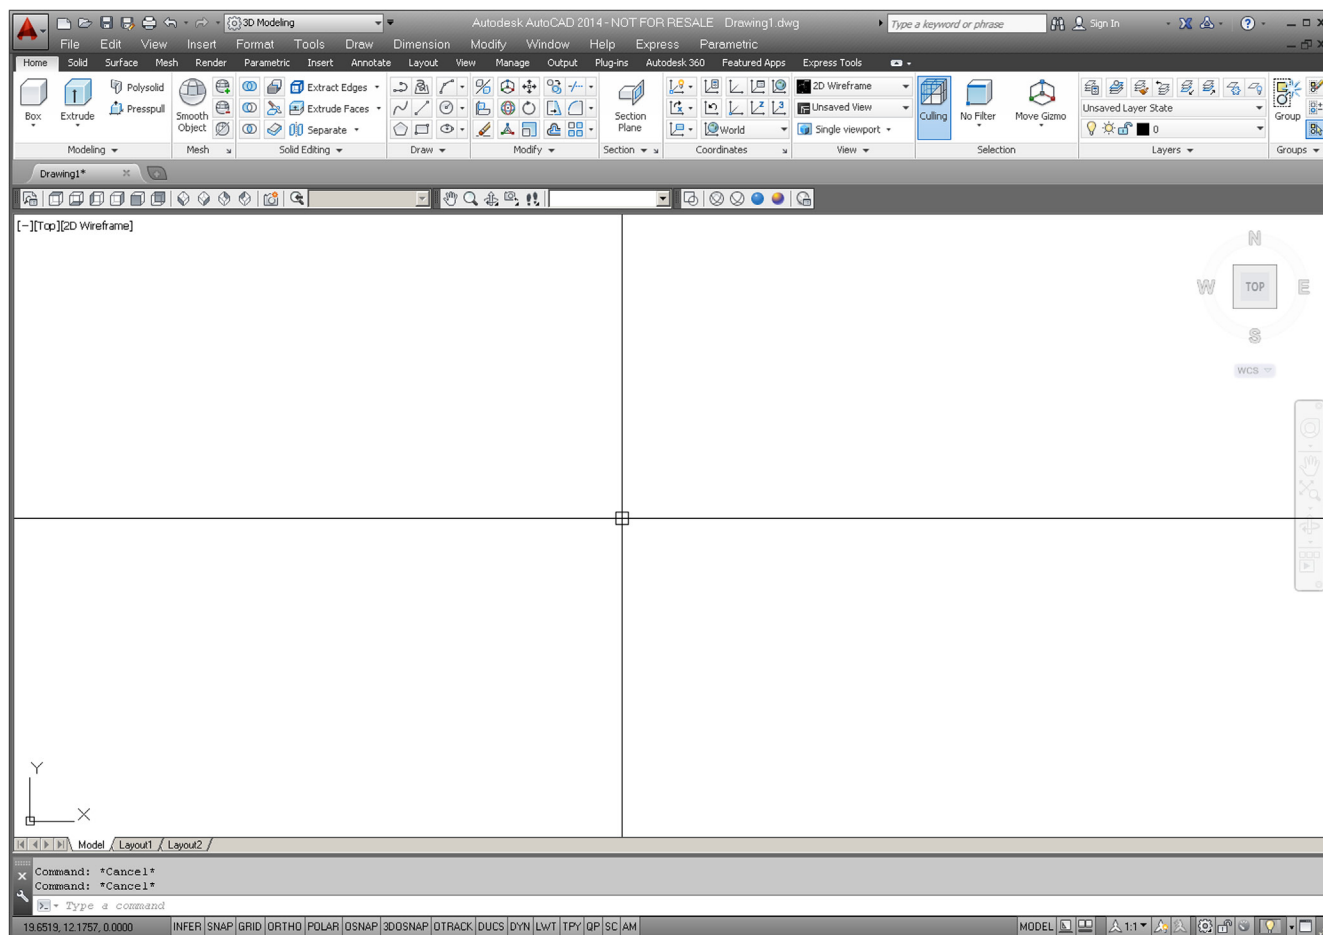 3D Modeling Autodesk AutoCAD 2014 - NOT FOR RESALE Drawing1.dwg Type a keyword or phrase Sign In
File Edit View Insert Format Tools Draw Dimension Modify Window Help Express Parametric
Home Solid Surface Mesh Render Parametric Insert Annotate Layout View Manage Output Plug-ins Autodesk 360 Featured Apps Express Tools
Box Extrude Polysolid Presspull Smooth Object Extract Edges Extrude Faces Separate Section Plane World 2D Wireframe Unsaved View Single viewport Culling No Filter Move Gizmo Unsaved Layer State 0 Group
Modeling Mesh Solid Editing Draw Modify Section Coordinates View Selection Layers Groups
Drawing1*
[-][Top][2D Wireframe]
N
W TOP E
S
WCS
Y
X
Model Layout1 Layout2
Command: *Cancel*
Command: *Cancel*
Type a command
19.6519, 12.1757, 0.0000 INFER SNAP GRID ORTHO POLAR OSNAP 3DOSNAP OTRACK DUCS DYN LWT TPY QP SC AM MODEL 1:1